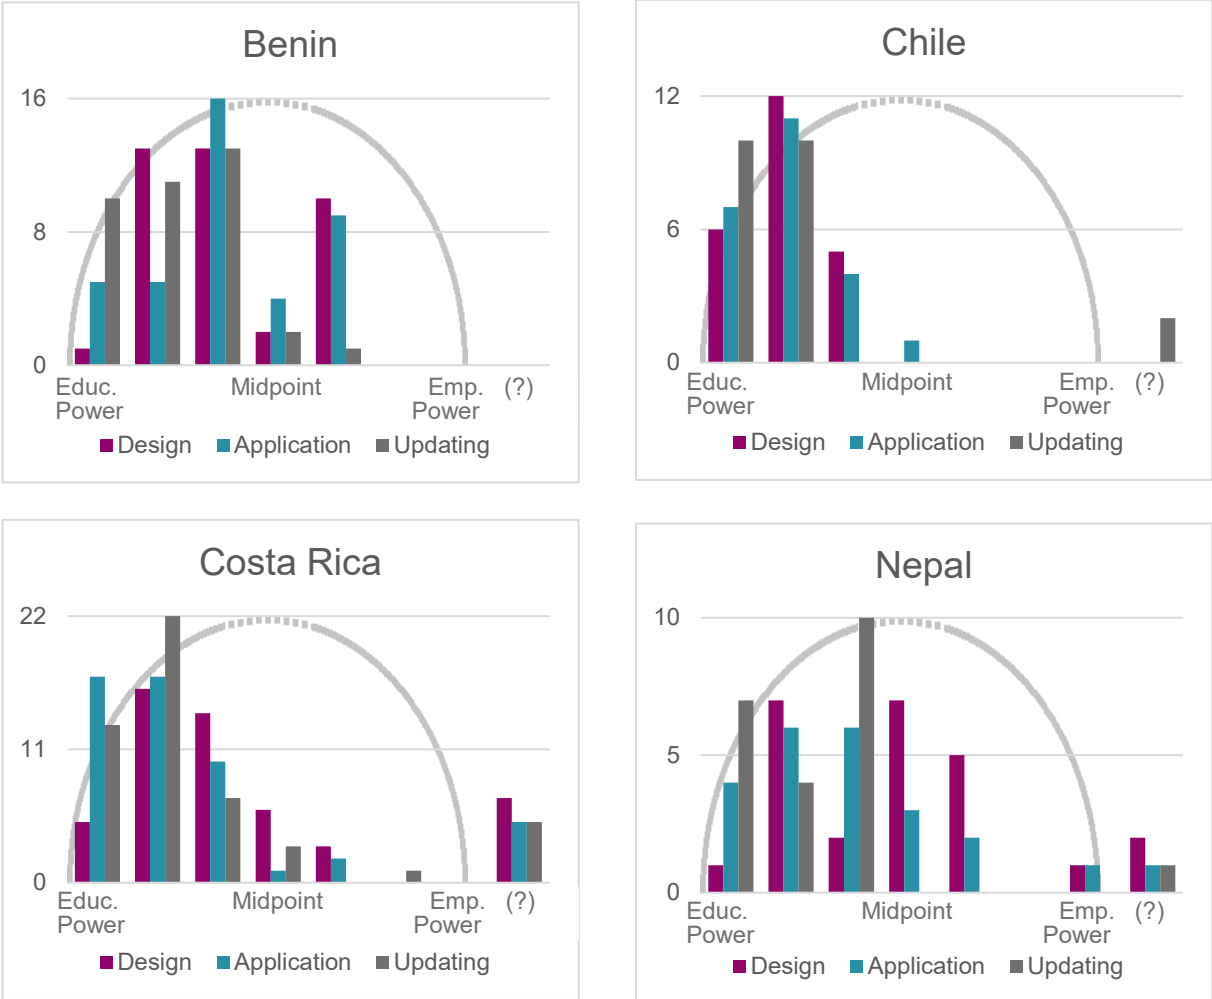 Benin
16
8
0
Educ. Power
Midpoint
Emp. Power
(?)
Design Application Updating
Chile
12
6
0
Educ. Power
Midpoint
Emp. Power
(?)
Design Application Updating
Costa Rica
22
11
0
Educ. Power
Midpoint
Emp. Power
(?)
Design Application Updating
Nepal
10
5
0
Educ. Power
Midpoint
Emp. Power
(?)
Design Application Updating